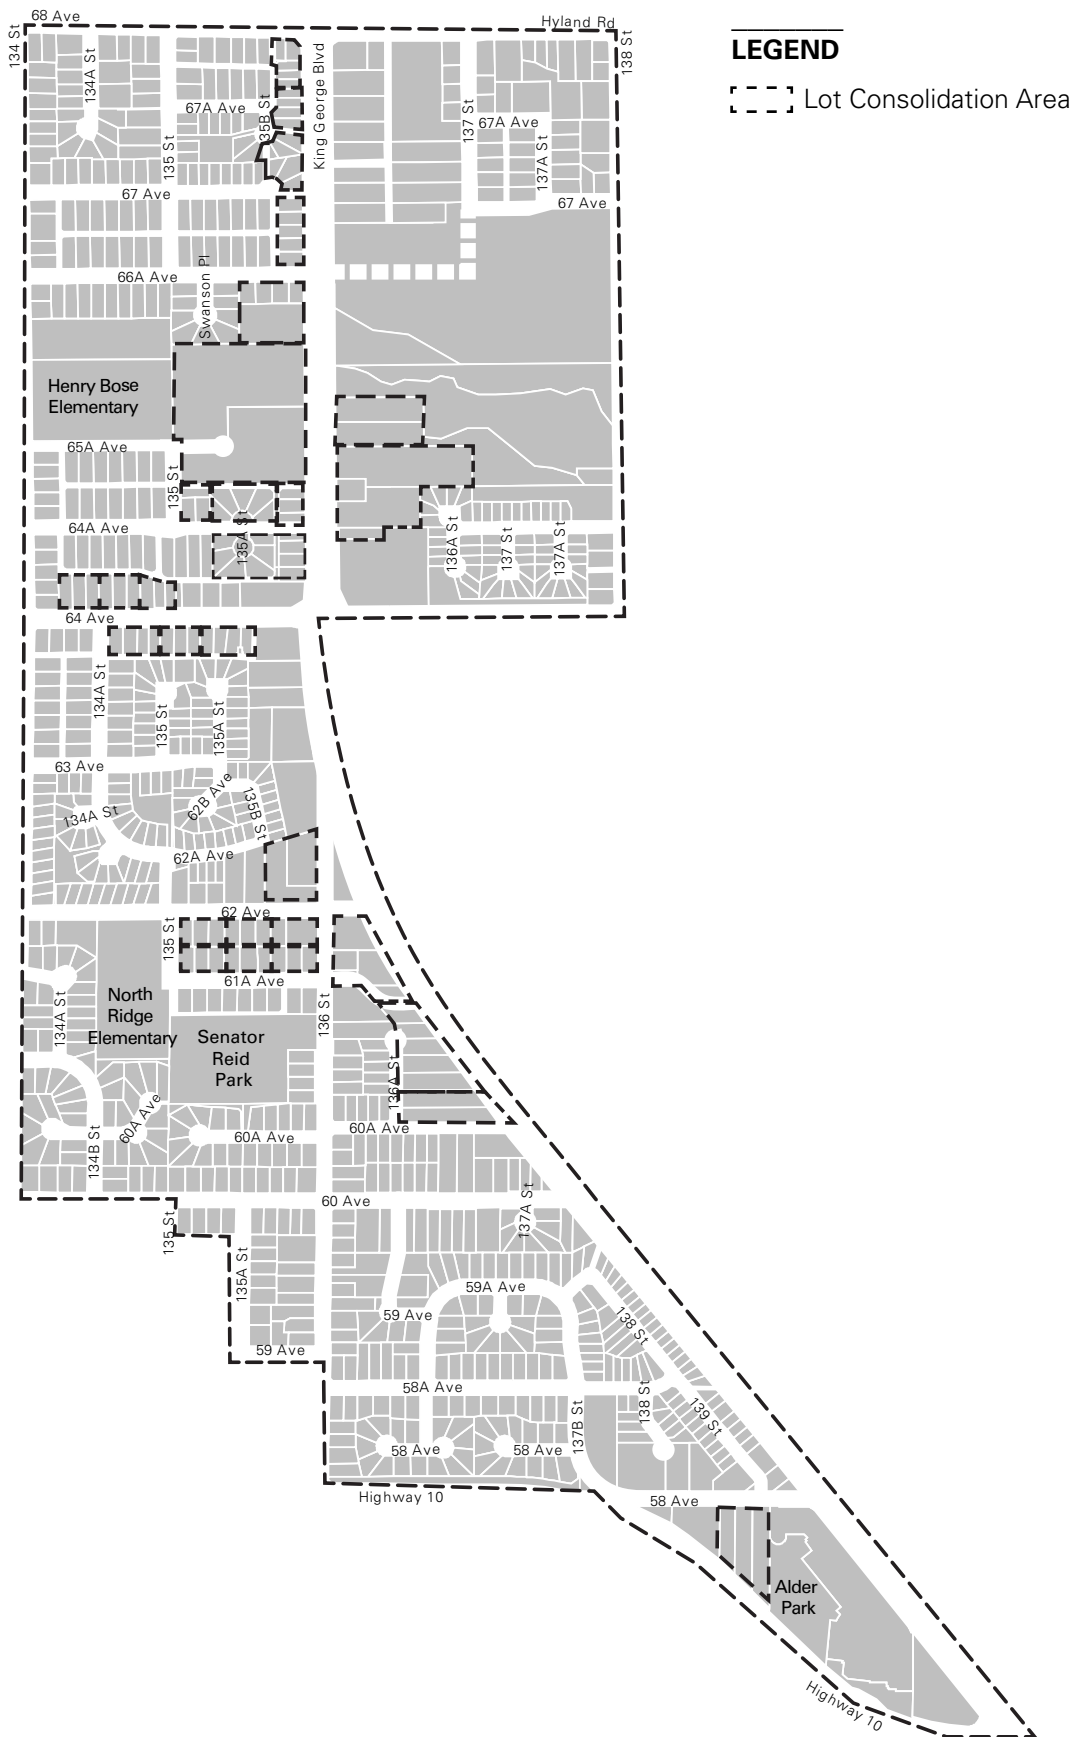 68 Ave
Hyland Rd
134 St
134A St
King George Blvd
138 St
LEGEND
Lot Consolidation Area
67A Ave
135B St
135 St
137 St
67A Ave
137A St
67 Ave
67 Ave
66A Ave
Swanson Pl
Henry Bose
Elementary
65A Ave
135 St
64A Ave
135A St
136A St
137 St
137A St
64 Ave
134A St
135 St
135A St
63 Ave
134A St
62B Ave
135B St
62A Ave
62 Ave
135 St
61A Ave
134A St
North
Ridge
Elementary
Senator
Reid
Park
136 St
136A St
60A Ave
60A Ave
60A Ave
134B St
60 Ave
135 St
135A St
137A St
59A Ave
59 Ave
138 St
59 Ave
58A Ave
137B St
138 St
139 St
58 Ave
58 Ave
Highway 10
58 Ave
Alder
Park
Highway 10